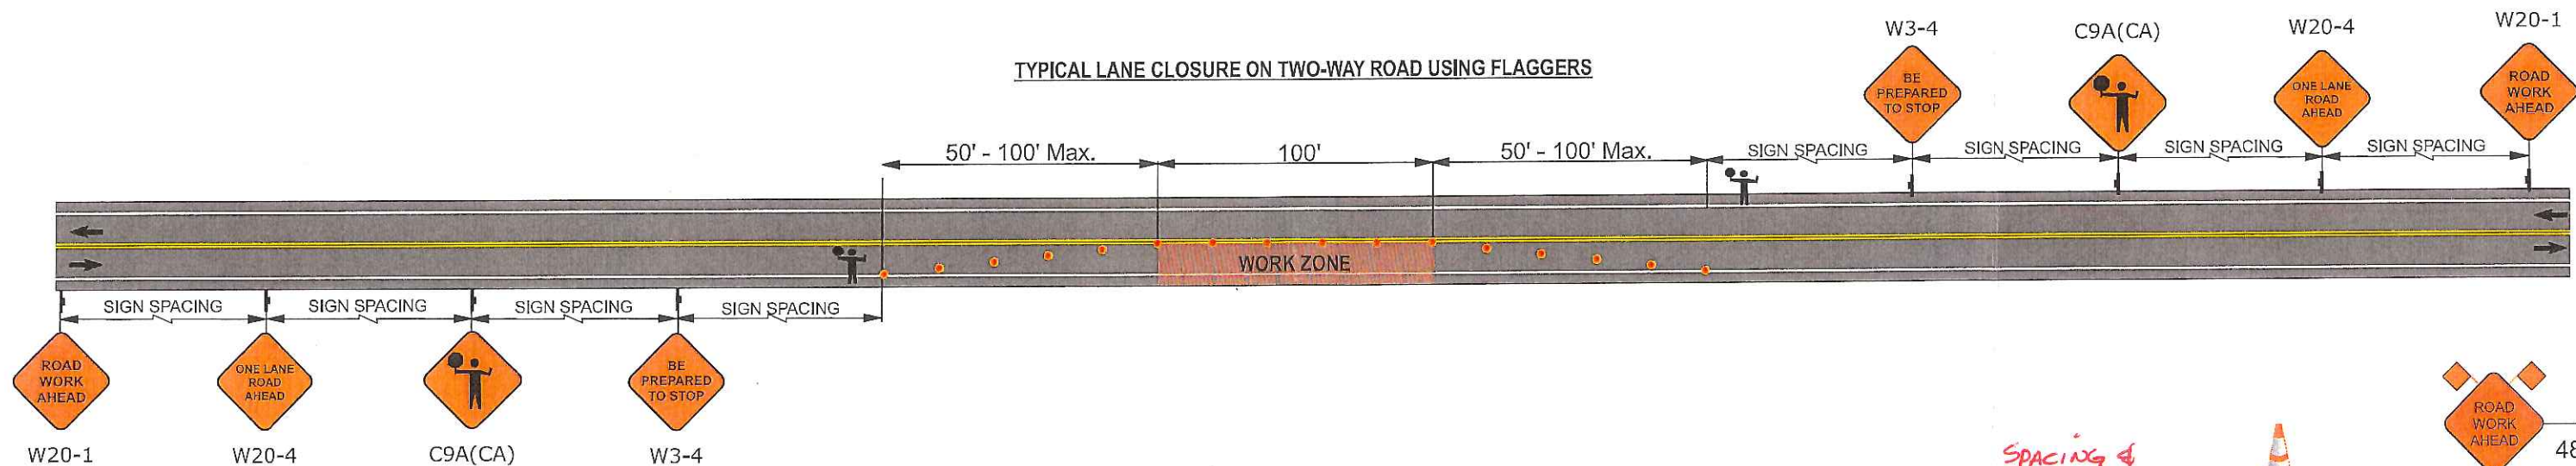 W3-4
C9A(CA)
W20-4
W20-1
TYPICAL LANE CLOSURE ON TWO-WAY ROAD USING FLAGGERS
BE
PREPARED
TO STOP
ONE LANE
ROAD
AHEAD
ROAD
WORK
AHEAD
50' - 100' Max.
100'
50' - 100' Max.
SIGN SPACING
SIGN SPACING
SIGN SPACING
SIGN SPACING
WORK ZONE
SIGN SPACING
SIGN SPACING
SIGN SPACING
SIGN SPACING
ROAD
WORK
AHEAD
ONE LANE
ROAD
AHEAD
BE
PREPARED
TO STOP
W20-1
W20-4
C9A(CA)
W3-4
SPACING &
ROAD
WORK
AHEAD
48